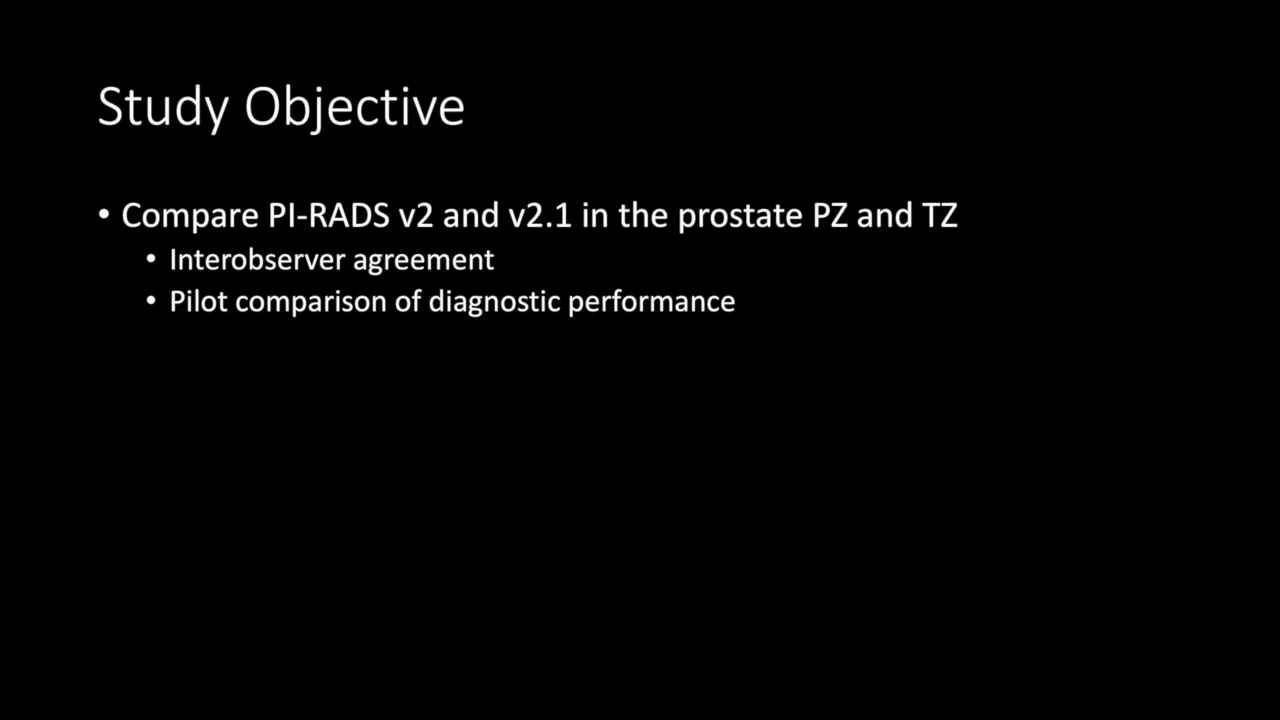 Study Objective
• Compare PI-RADS v2 and v2.1 in the prostate PZ and TZ
• Interobserver agreement
• Pilot comparison of diagnostic performance